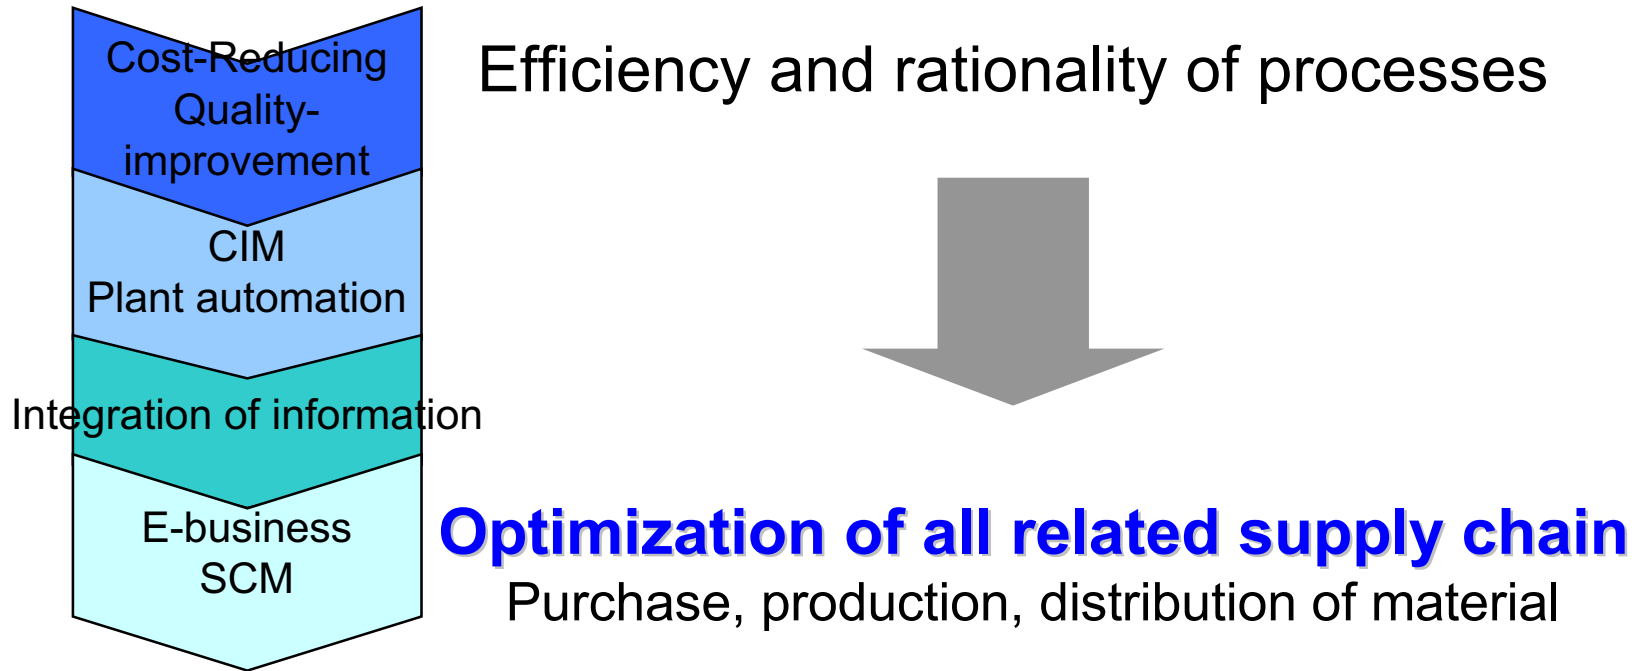 Cost-Reducing
Quality-
improvement
Efficiency and rationality of processes
CIM
Plant automation
Integration of information
E-business
SCM
Optimization of all related supply chain
Purchase, production, distribution of material